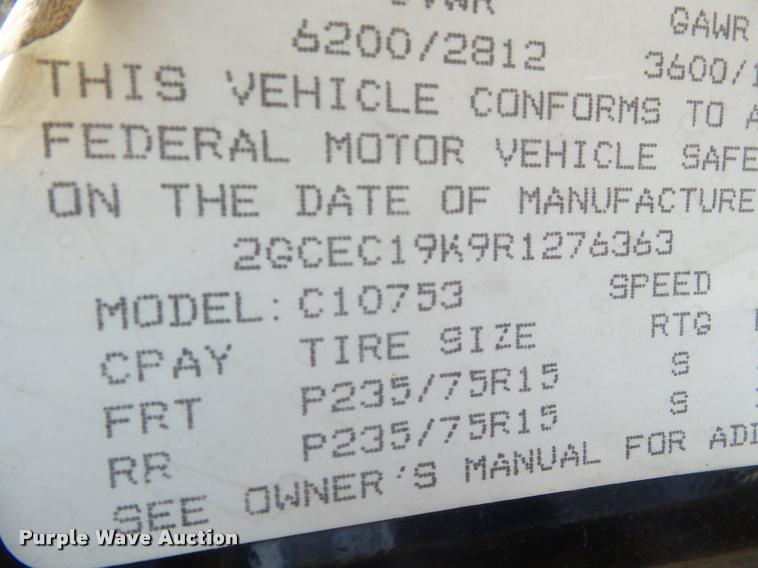 GAWR
6200/2812 3600/1
THIS VEHICLE CONFORMS TO A
FEDERAL MOTOR VEHICLE SAFE
ON THE DATE OF MANUFACTURE
2GCEC19K9R1276363
MODEL: C10753 SPEED
CPAY TIRE SIZE RTG
FRT P235/75R15 S
RR P235/75R15 S
SEE OWNER'S MANUAL FOR ADD
Purple Wave Auction